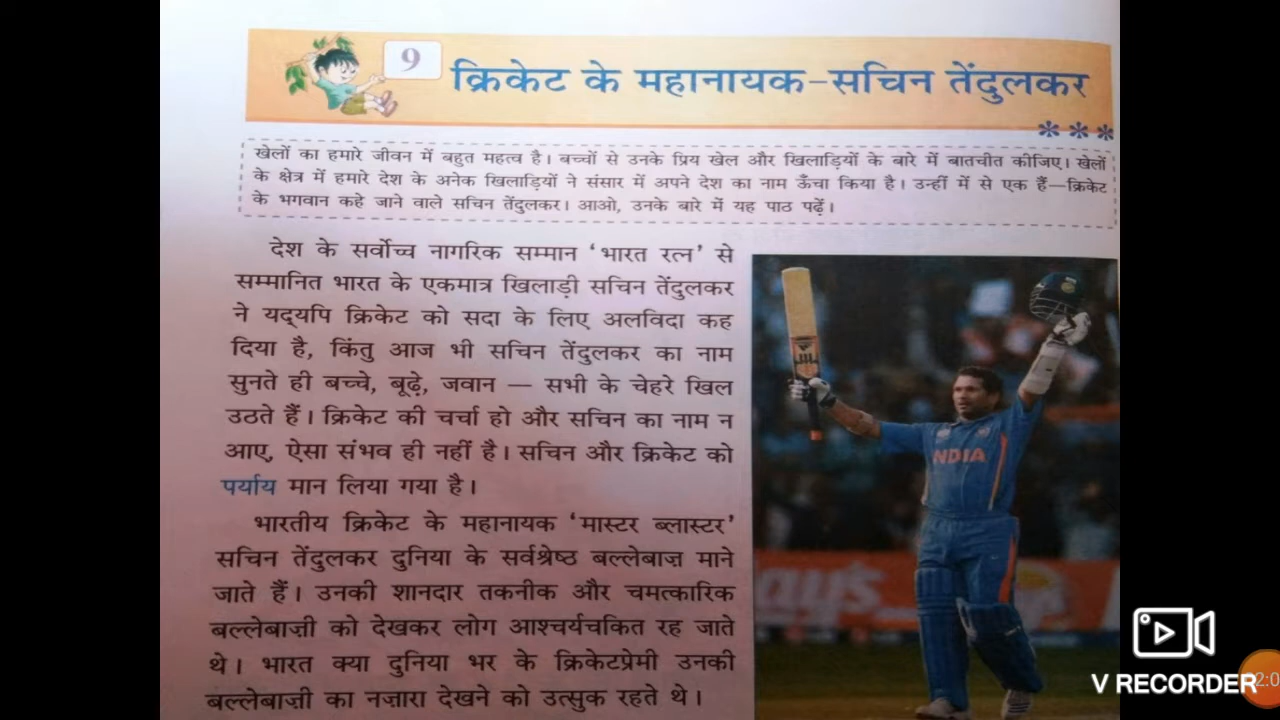 9
क्रिकेट के महानायक-सचिन तेंदुलकर
***
खेलों का हमारे जीवन में बहुत महत्व है। बच्चों से उनके प्रिय खेल और खिलाड़ियों के बारे में बातचीत कीजिए। खेलों
के क्षेत्र में हमारे देश के अनेक खिलाड़ियों ने संसार में अपने देश का नाम ऊँचा किया है। उन्हीं में से एक हैं—क्रिकेट
के भगवान कहे जाने वाले सचिन तेंदुलकर। आओ, उनके बारे में यह पाठ पढ़ें।
देश के सर्वोच्च नागरिक सम्मान ‘भारत रत्न’ से
सम्मानित भारत के एकमात्र खिलाड़ी सचिन तेंदुलकर
ने यद्‌यपि क्रिकेट को सदा के लिए अलविदा कह
दिया है, किंतु आज भी सचिन तेंदुलकर का नाम
सुनते ही बच्चे, बूढ़े, जवान — सभी के चेहरे खिल
उठते हैं। क्रिकेट की चर्चा हो और सचिन का नाम न
आए, ऐसा संभव ही नहीं है। सचिन और क्रिकेट को
पर्याय मान लिया गया है।
भारतीय क्रिकेट के महानायक ‘मास्टर ब्लास्टर’
सचिन तेंदुलकर दुनिया के सर्वश्रेष्ठ बल्लेबाज़ माने
जाते हैं। उनकी शानदार तकनीक और चमत्कारिक
बल्लेबाज़ी को देखकर लोग आश्चर्यचकित रह जाते
थे। भारत क्या दुनिया भर के क्रिकेटप्रेमी उनकी
बल्लेबाज़ी का नज़ारा देखने को उत्सुक रहते थे।
NDIA
V RECORDER